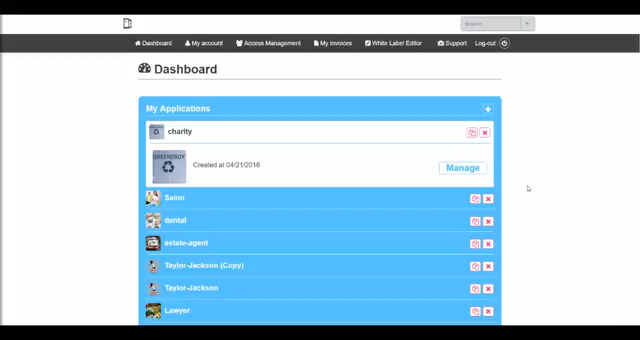 Search
Dashboard My account Access Management My invoices White Label Editor Support Log-out
Dashboard
My Applications
charity
GREENERGY
Created at 04/21/2016
Manage
Salon
dental
estate-agent
Taylor-Jackson (Copy)
Taylor-Jackson
Lawyer